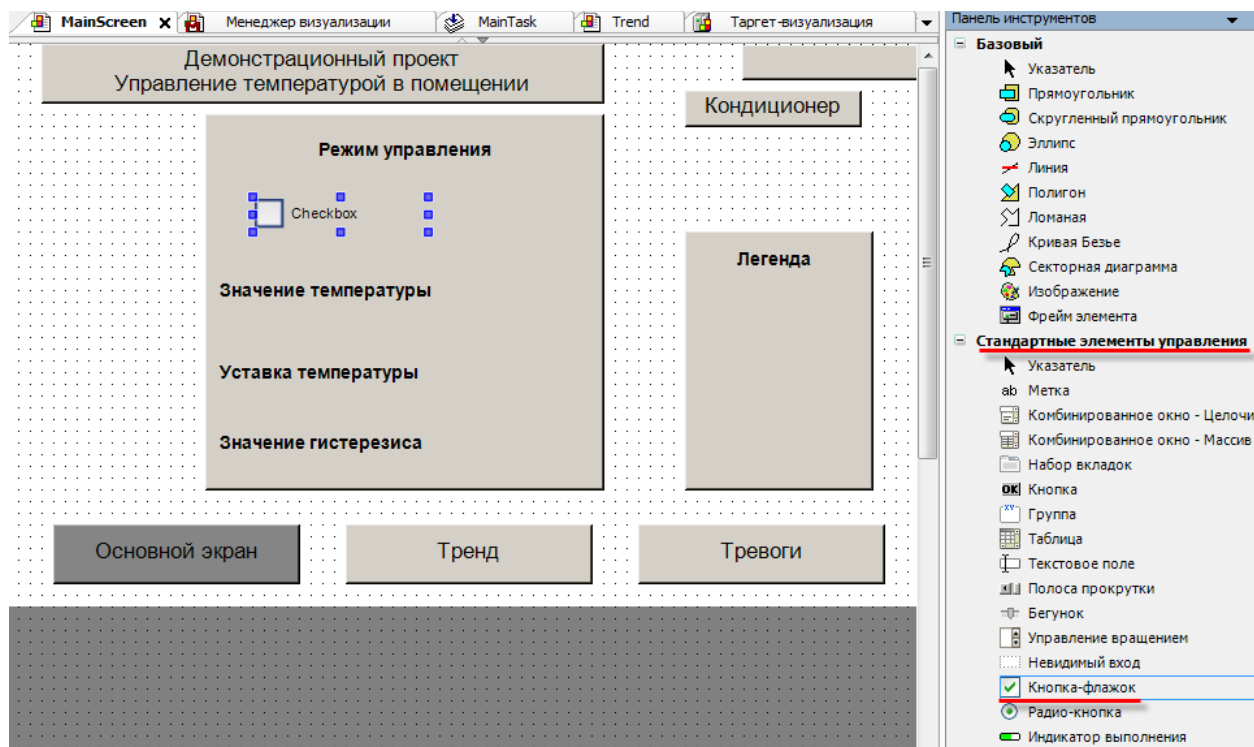 MainScreen X Менеджер визуализации MainTask Trend Таргет-визуализация
Демонстрационный проект
Управление температурой в помещении
Кондиционер
Режим управления
Checkbox
Легенда
Значение температуры
Уставка температуры
Значение гистерезиса
Основной экран Тренд Тревоги
Панель инструментов
Базовый
Указатель
Прямоугольник
Скругленный прямоугольник
Эллипс
Линия
Полигон
Ломаная
Кривая Безье
Секторная диаграмма
Изображение
Фрейм элемента
Стандартные элементы управления
Указатель
ab Метка
Комбинированное окно - Целочи
Комбинированное окно - Массив
Набор вкладок
OK Кнопка
XY Группа
Таблица
Текстовое поле
Полоса прокрутки
Бегунок
Управление вращением
Невидимый вход
Кнопка-флажок
Радио-кнопка
Индикатор выполнения